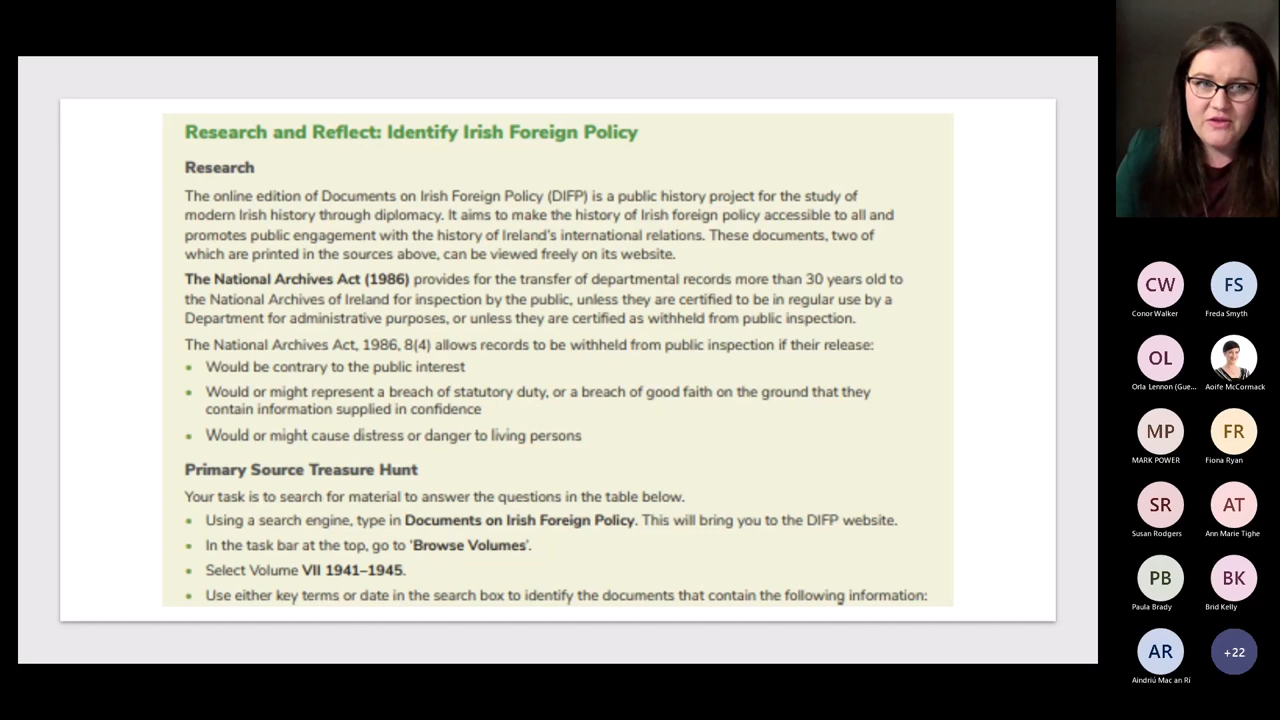 Research and Reflect: Identify Irish Foreign Policy
Research
The online edition of Documents on Irish Foreign Policy (DIFP) is a public history project for the study of
modern Irish history through diplomacy. It aims to make the history of Irish foreign policy accessible to all and
promotes public engagement with the history of Ireland's international relations. These documents, two of
which are printed in the sources above, can be viewed freely on its website.
The National Archives Act (1986) provides for the transfer of departmental records more than 30 years old to
the National Archives of Ireland for inspection by the public, unless they are certified to be in regular use by a
Department for administrative purposes, or unless they are certified as withheld from public inspection.
The National Archives Act, 1986, 8(4) allows records to be withheld from public inspection if their release:
• Would be contrary to the public interest
• Would or might represent a breach of statutory duty, or a breach of good faith on the ground that they
contain information supplied in confidence
• Would or might cause distress or danger to living persons
Primary Source Treasure Hunt
Your task is to search for material to answer the questions in the table below.
• Using a search engine, type in Documents on Irish Foreign Policy. This will bring you to the DIFP website.
• In the task bar at the top, go to 'Browse Volumes'.
• Select Volume VII 1941–1945.
• Use either key terms or date in the search box to identify the documents that contain the following information:
CW
Conor Walker
FS
Freda Smyth
OL
Orla Lennon (Gue...
Aoife McCormack
MP
MARK POWER
FR
Fiona Ryan
SR
Susan Rodgers
AT
Ann Marie Tighe
PB
Paula Brady
BK
Brid Kelly
AR
Aindriú Mac an Rí
+22